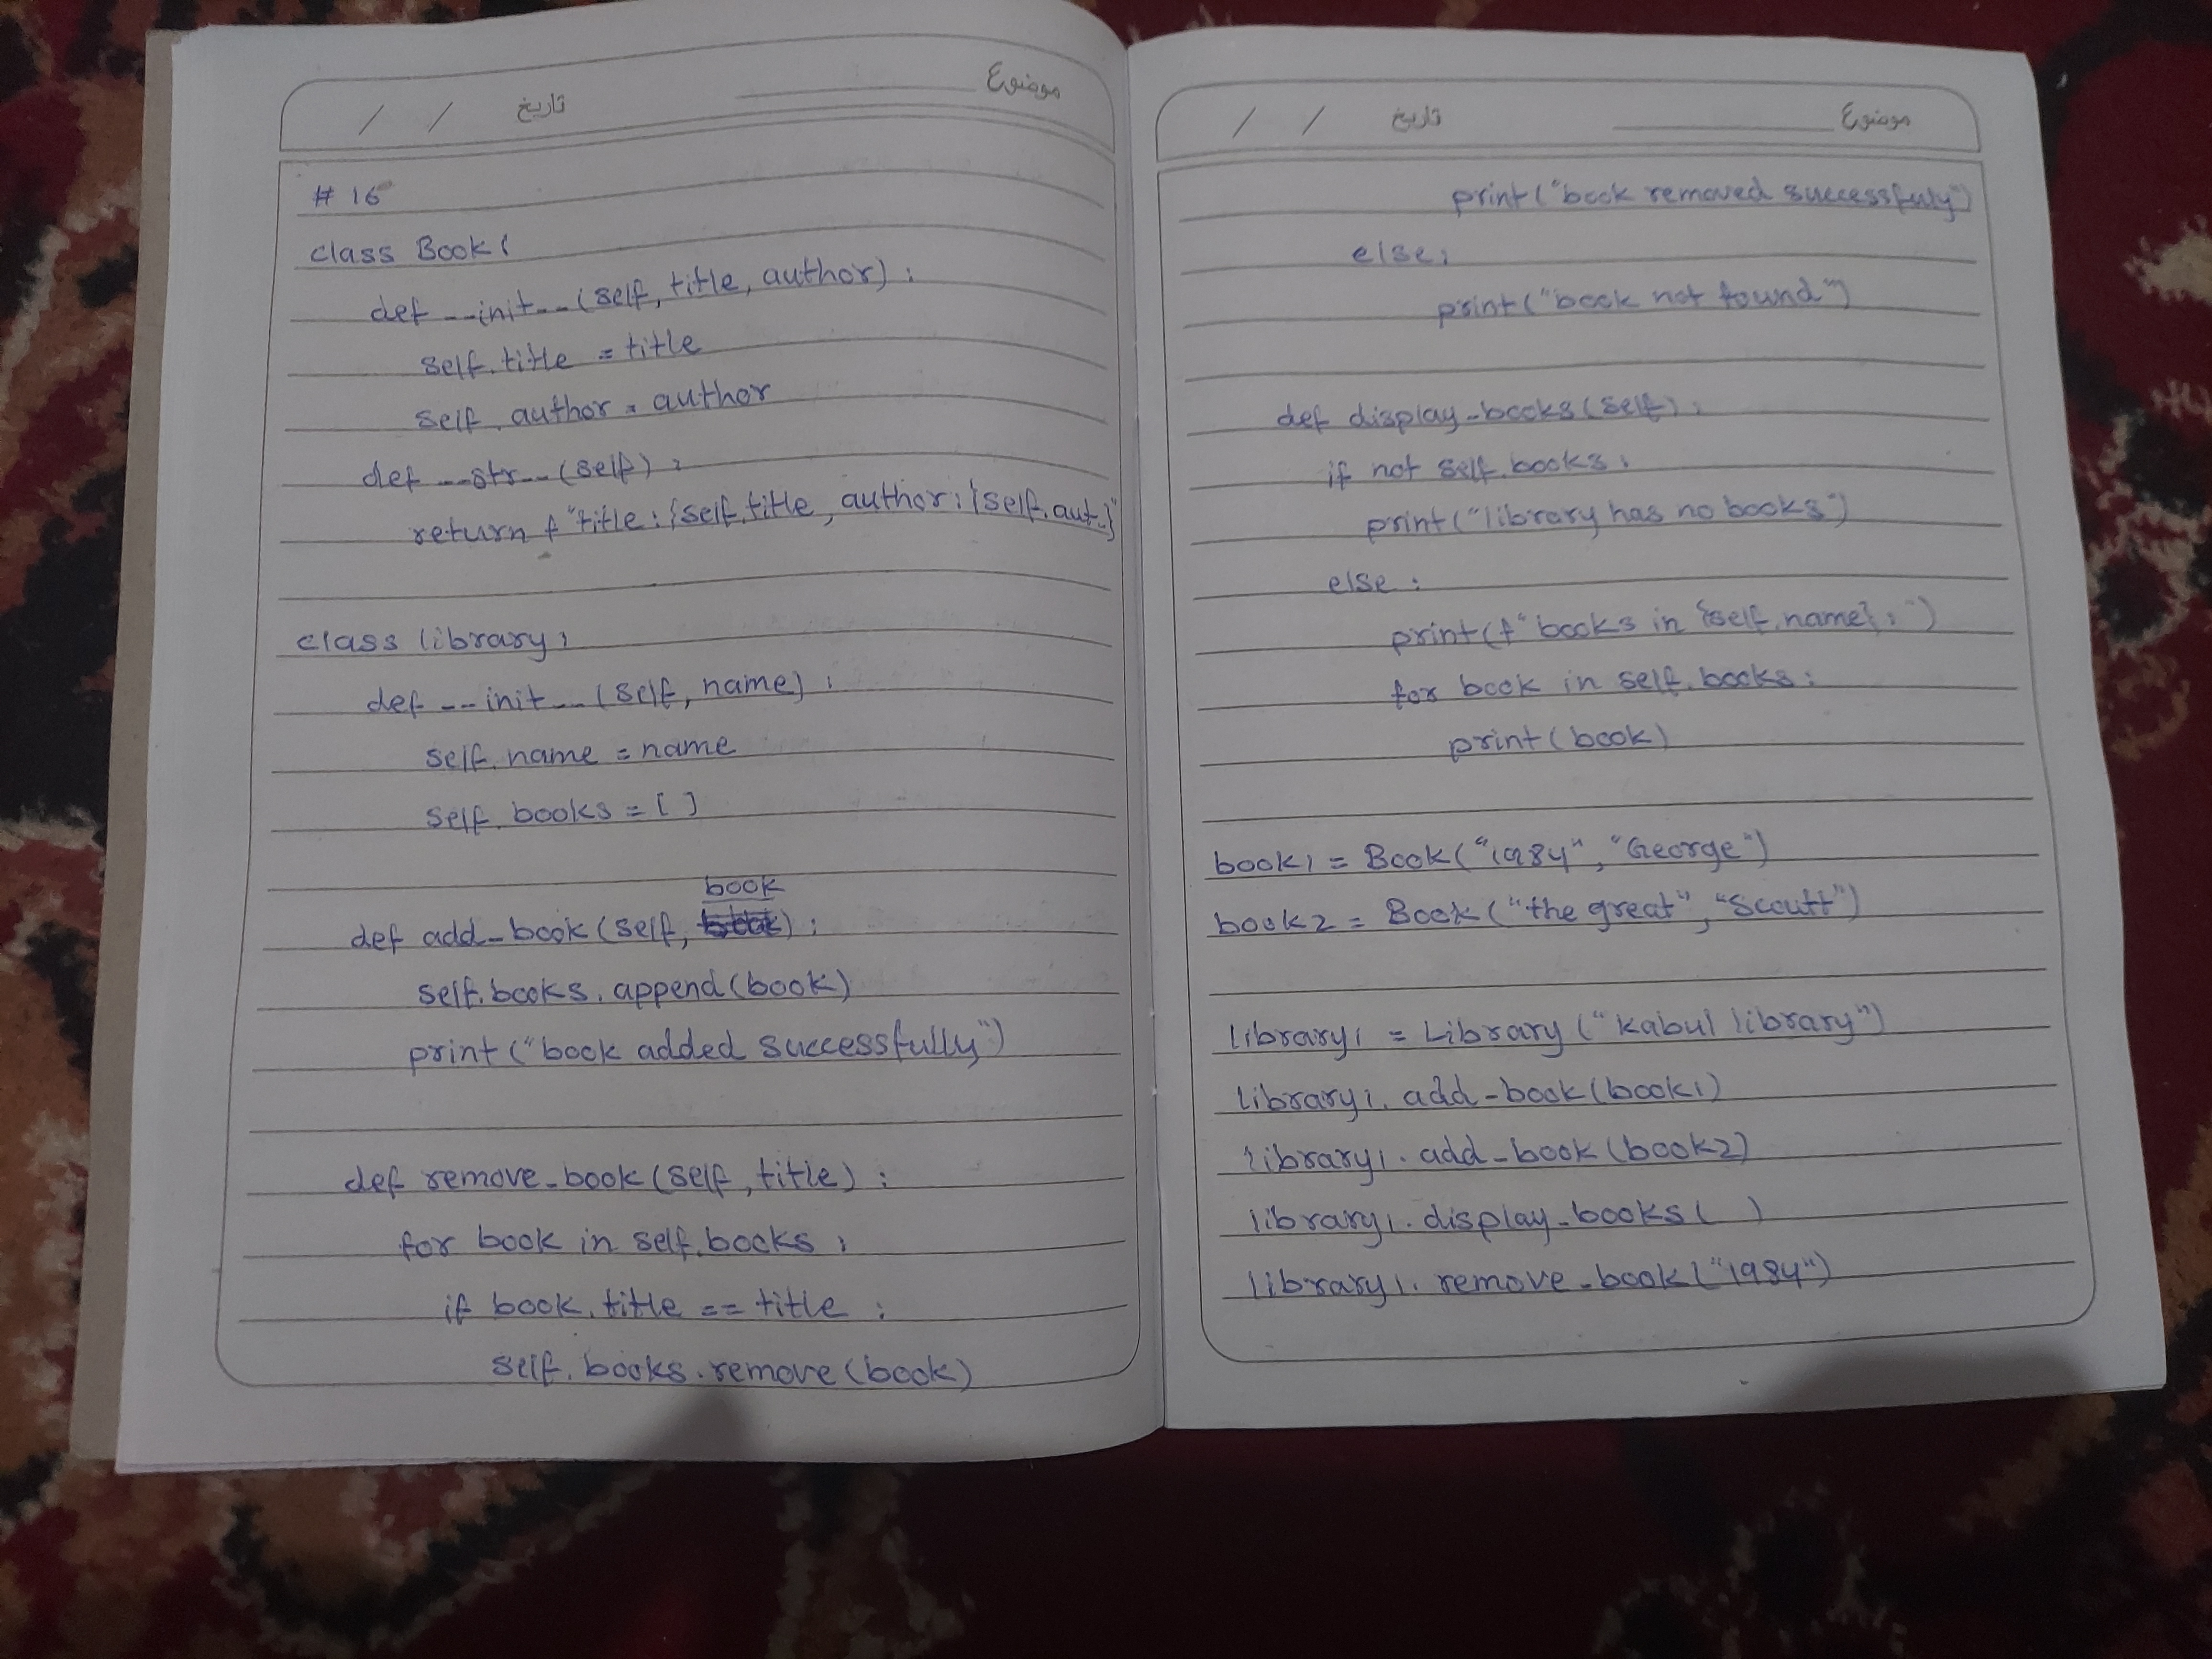 / / تاریخ
موضوع
# 16
class Book:
def __init__(self, title, author):
self.title = title
self.author = author
def __str__(self):
return f"title:{self.title, author:{self.aut.}"
class library:
def __init__(self, name):
self.name = name
self.books = []
book
def add_book(self, ):
self.books.append(book)
print("book added successfully")
def remove_book(self, title):
for book in self.books:
if book.title == title:
self.books.remove(book)
/ / تاریخ
موضوع
print("book removed successfully")
else:
print("book not found")
def display_books(self):
if not self.books:
print("library has no books")
else:
print(f"books in {self.name}:")
for book in self.books:
print(book)
book1 = Book("1984", "George")
book2 = Book("the great", "Scoutt")
library1 = Library("kabul library")
library1.add_book(book1)
library1.add_book(book2)
library1.display_books()
library1.remove_book("1984")